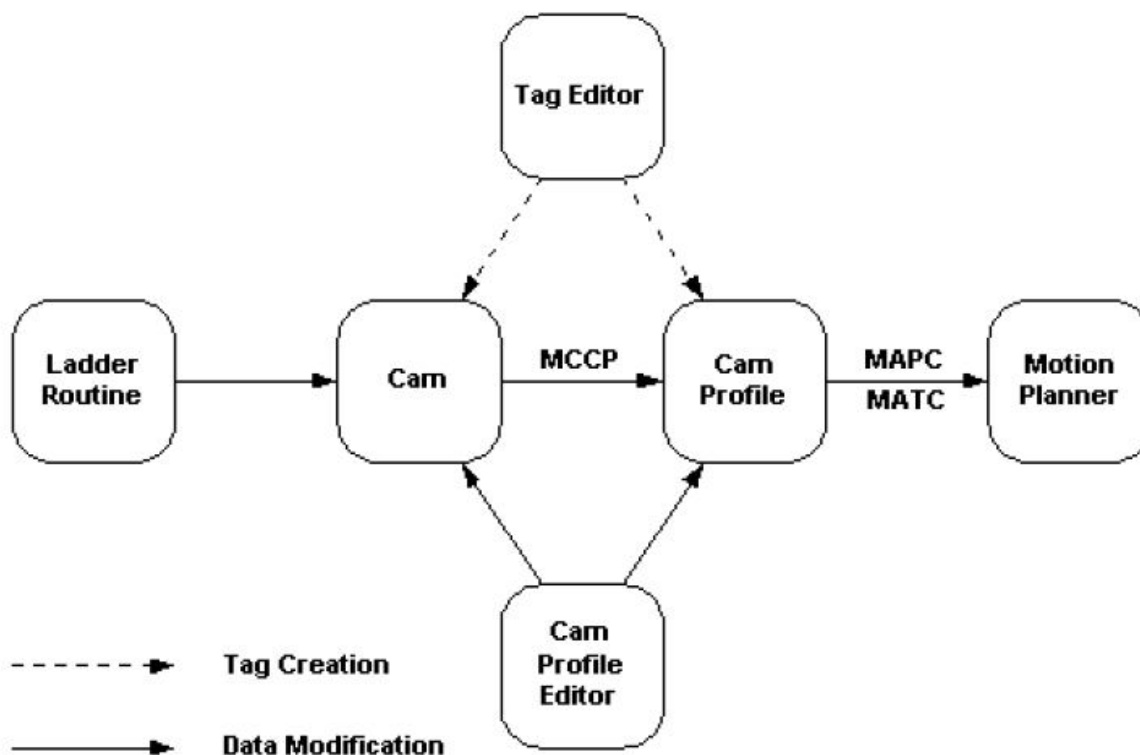 Tag Editor
Ladder
Routine
Cam
MCCP
Cam
Profile
MAPC
MATC
Motion
Planner
Cam
Profile
Editor
Tag Creation
Data Modification